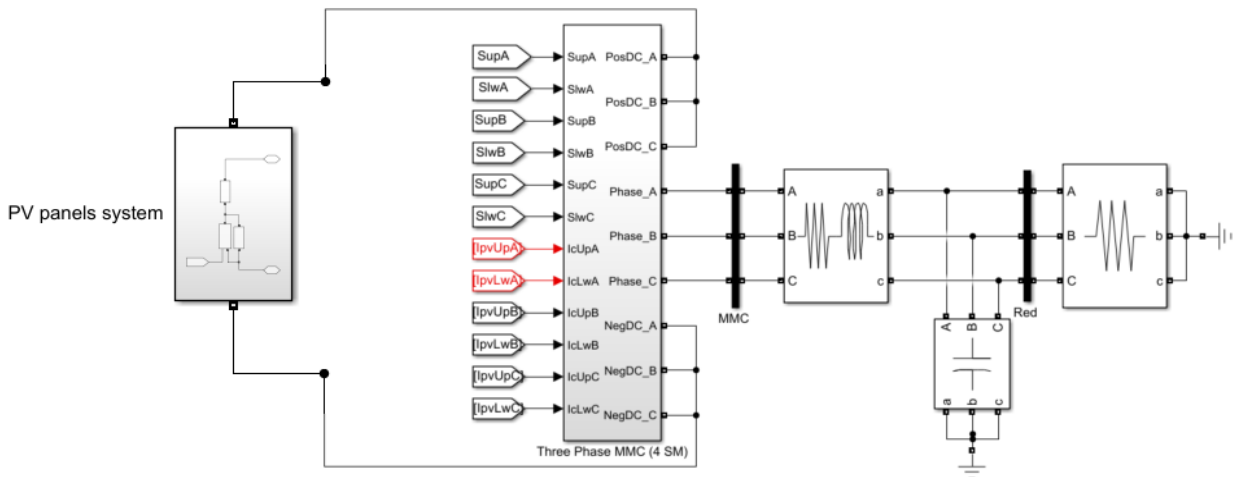 PV panels system
SupA
SlwA
SupB
SlwB
SupC
SlwC
[IpvUpA]
[IpvLwA]
[IpvUpB]
[IpvLwB]
[IpvUpC]
[IpvLwC]
SupA
SlwA
SupB
SlwB
SupC
SlwC
IcUpA
IcLwA
IcUpB
IcLwB
IcUpC
IcLwC
PosDC_A
PosDC_B
PosDC_C
Phase_A
Phase_B
Phase_C
NegDC_A
NegDC_B
NegDC_C
Three Phase MMC (4 SM)
MMC
A
B
C
a
b
c
Red
A
B
C
a
b
c
A
B
C
a
b
c